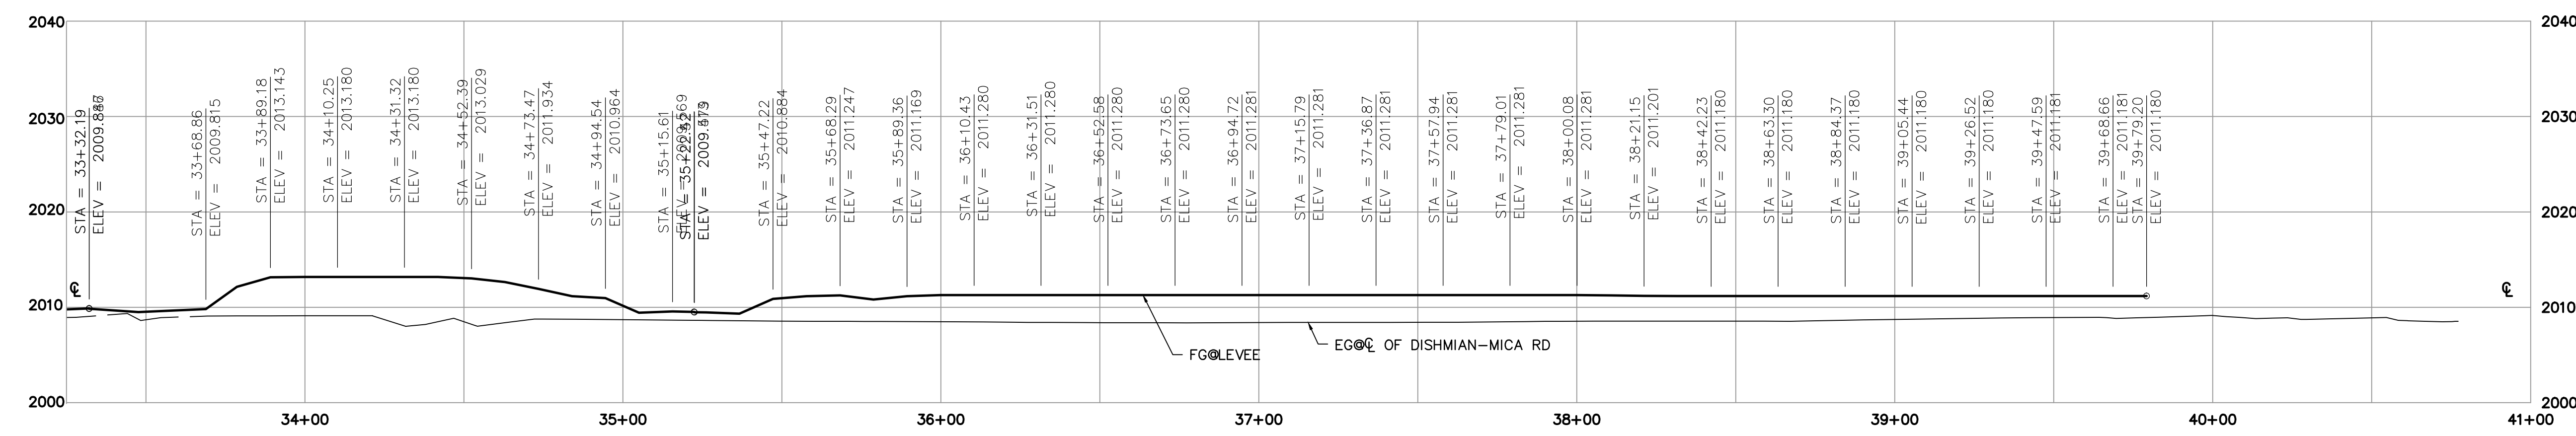 2040
2040
2030
2030
2020
2020
2010
2010
2000
2000
STA = 33+32.19
ELEV =
STA = 33+68.86
ELEV = 2009.815
STA = 33+89.18
ELEV = 2013.143
STA = 34+10.25
ELEV = 2013.180
STA = 34+31.32
ELEV = 2013.180
STA = 34+52.39
ELEV = 2013.029
STA = 34+73.47
ELEV = 2011.934
STA = 34+94.54
ELEV = 2010.964
STA = 35+15.61
ELEV =
STA =
ELEV =
STA = 35+47.22
ELEV = 2010.884
STA = 35+68.29
ELEV = 2011.247
STA = 35+89.36
ELEV = 2011.169
STA = 36+10.43
ELEV = 2011.280
STA = 36+31.51
ELEV = 2011.280
STA = 36+52.58
ELEV = 2011.280
STA = 36+73.65
ELEV = 2011.280
STA = 36+94.72
ELEV = 2011.281
STA = 37+15.79
ELEV = 2011.281
STA = 37+36.87
ELEV = 2011.281
STA = 37+57.94
ELEV = 2011.281
STA = 37+79.01
ELEV = 2011.281
STA = 38+00.08
ELEV = 2011.281
STA = 38+21.15
ELEV = 2011.201
STA = 38+42.23
ELEV = 2011.180
STA = 38+63.30
ELEV = 2011.180
STA = 38+84.37
ELEV = 2011.180
STA = 39+05.44
ELEV = 2011.180
STA = 39+26.52
ELEV = 2011.180
STA = 39+47.59
ELEV = 2011.181
STA = 39+68.66
ELEV = 2011.181
STA = 39+79.20
ELEV = 2011.180
℄
℄
FG@LEVEE
EG@℄ OF DISHMIAN-MICA RD
34+00
35+00
36+00
37+00
38+00
39+00
40+00
41+00